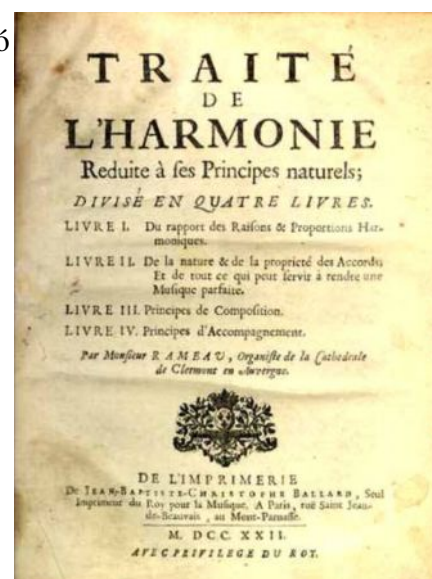 ó
TRAITÉ
DE
L'HARMONIE
Reduite à ſes Principes naturels;
DIVISÉ EN QUATRE LIVRES.
LIVRE I. Du rapport des Raiſons & Proportions Har-
moniques.
LIVRE II. De la nature & de la proprieté des Accords;
Et de tout ce qui peut ſervir à rendre une
Muſique parfaite.
LIVRE III. Principes de Compoſition.
LIVRE IV. Principes d'Accompagnement.
Par Monſieur RAMEAU, Organiſte de la Cathedrale
de Clermont en Auvergne.
DE L'IMPRIMERIE
De JEAN-BAPTISTE-CHRISTOPHE BALLARD, Seul
Imprimeur du Roy pour la Muſique. A Paris, ruë Saint Jean-
de-Beauvais, au Mont-Parnaſſe.
M. DCC. XXII.
AVEC PRIVILEGE DU ROY.